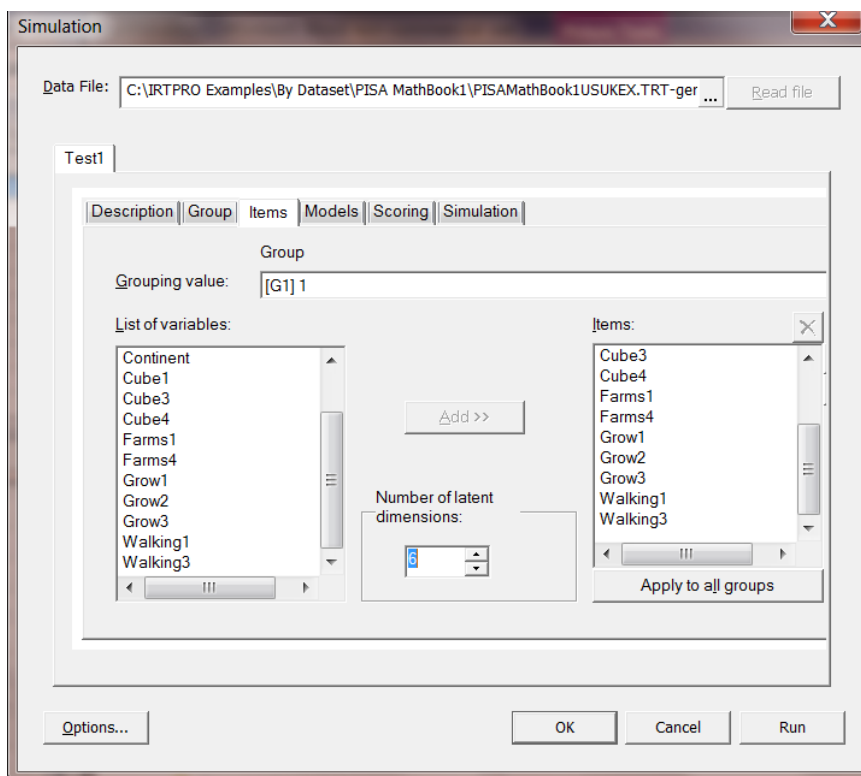 Simulation
Data File:
C:\IRTPRO Examples\By Dataset\PISA MathBook1\PISAMathBook1USUKEX.TRT-ger
...
Read file
Test1
Description
Group
Items
Models
Scoring
Simulation
Group
Grouping value:
[G1] 1
List of variables:
Continent
Cube1
Cube3
Cube4
Farms1
Farms4
Grow1
Grow2
Grow3
Walking1
Walking3
Add >>
Number of latent
dimensions:
6
Items:
Cube3
Cube4
Farms1
Farms4
Grow1
Grow2
Grow3
Walking1
Walking3
Apply to all groups
Options...
OK
Cancel
Run